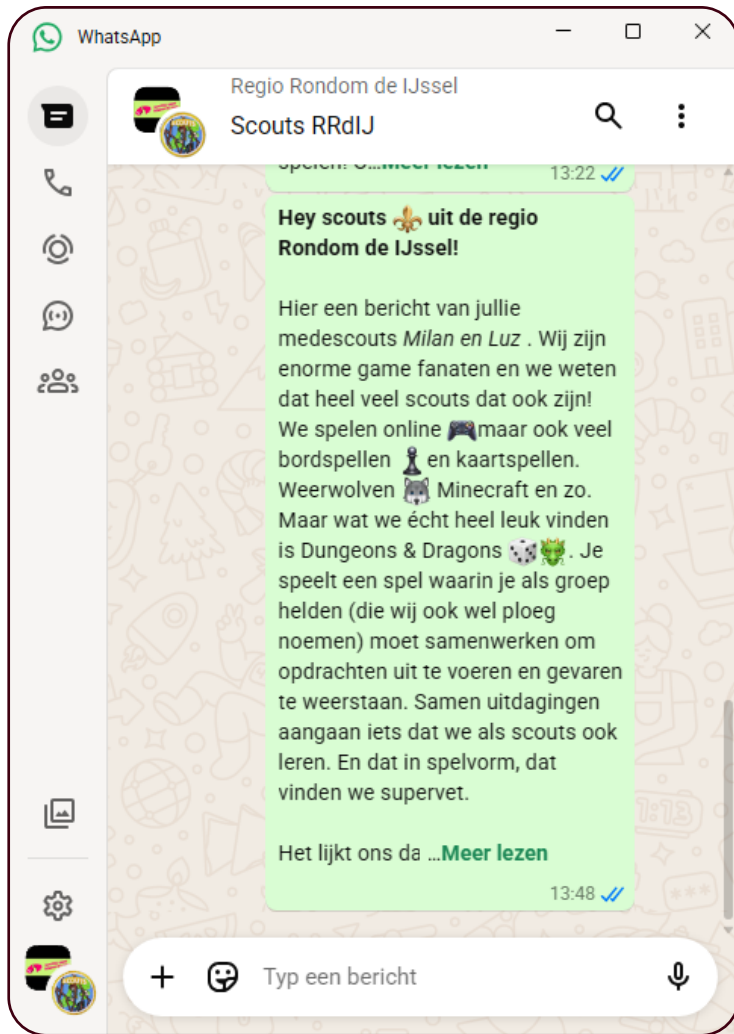 WhatsApp
Regio Rondom de IJssel
Scouts RRdIJ
Meer lezen
13:22
Hey scouts ⚜️ uit de regio
Rondom de IJssel!
Hier een bericht van jullie
medescouts Milan en Luz . Wij zijn
enorme game fanaten en we weten
dat heel veel scouts dat ook zijn!
We spelen online 🎮maar ook veel
bordspellen ♟️en kaartspellen.
Weerwolven 🐺 Minecraft en zo.
Maar wat we écht heel leuk vinden
is Dungeons & Dragons 🎲🐲. Je
speelt een spel waarin je als groep
helden (die wij ook wel ploeg
noemen) moet samenwerken om
opdrachten uit te voeren en gevaren
te weerstaan. Samen uitdagingen
aangaan iets dat we als scouts ook
leren. En dat in spelvorm, dat
vinden we supervet.
Het lijkt ons da ...Meer lezen
13:48
Typ een bericht